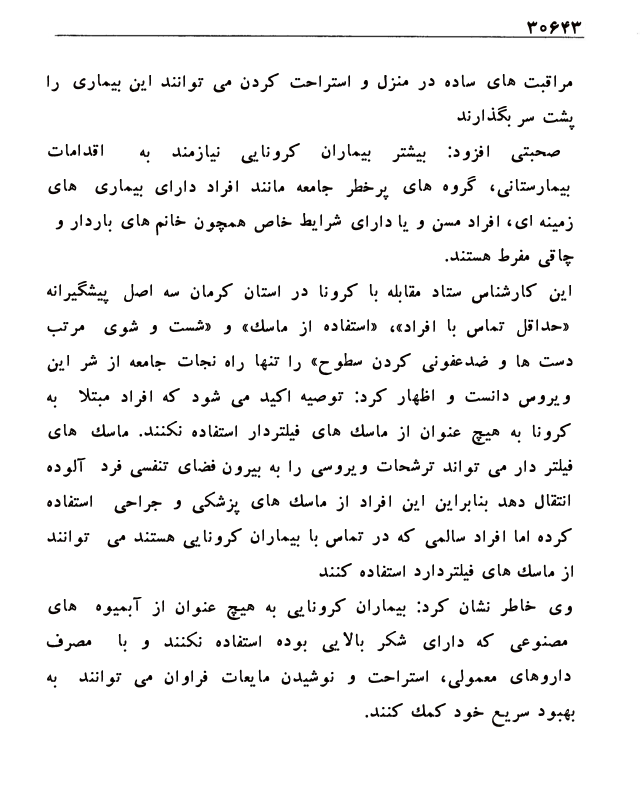 ۳۰۶۴۳
مراقبت های ساده در منزل و استراحت کردن می توانند این بیماری را
پشت سر بگذارند
صحبتی افزود: بیشتر بیماران کرونایی نیازمند به اقدامات
بیمارستانی، گروه های پرخطر جامعه مانند افراد دارای بیماری های
زمینه ای، افراد مسن و یا دارای شرایط خاص همچون خانم های باردار و
چاقی مفرط هستند.
این کارشناس ستاد مقابله با کرونا در استان کرمان سه اصل پیشگیرانه
«حداقل تماس با افراد»، «استفاده از ماسک» و «شست و شوی مرتب
دست ها و ضدعفونی کردن سطوح» را تنها راه نجات جامعه از شر این
ویروس دانست و اظهار کرد: توصیه اکید می شود که افراد مبتلا به
کرونا به هیچ عنوان از ماسک های فیلتردار استفاده نکنند. ماسک های
فیلتر دار می تواند ترشحات ویروسی را به بیرون فضای تنفسی فرد آلوده
انتقال دهد بنابراین این افراد از ماسک های پزشکی و جراحی استفاده
کرده اما افراد سالمی که در تماس با بیماران کرونایی هستند می توانند
از ماسک های فیلتردارد استفاده کنند
وی خاطر نشان کرد: بیماران کرونایی به هیچ عنوان از آبمیوه های
مصنوعی که دارای شکر بالایی بوده استفاده نکنند و با مصرف
داروهای معمولی، استراحت و نوشیدن مایعات فراوان می توانند به
بهبود سریع خود کمک کنند.